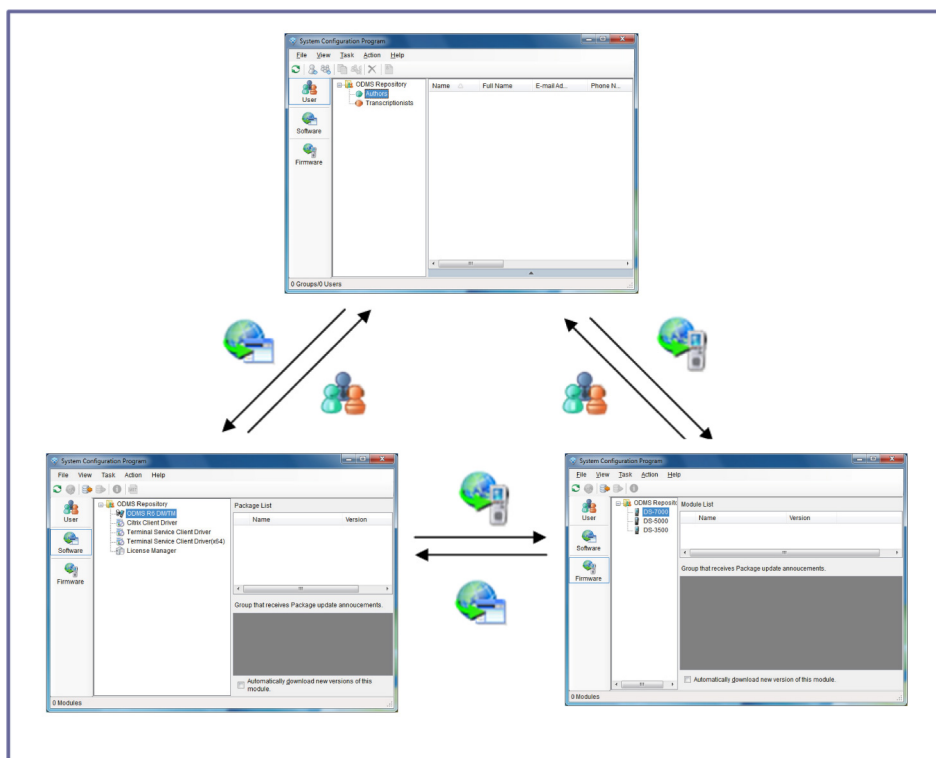 System Configuration Program
File View Task Action Help
User
Software
Firmware
ODMS Repository
Authors
Transcriptionists
Name Full Name E-mail Ad... Phone N...
0 Groups/0 Users
System Configuration Program
File View Task Action Help
User
Software
Firmware
ODMS Repository
ODMS R6 DM/TM
Citrix Client Driver
Terminal Service Client Driver
Terminal Service Client Driver(x64)
License Manager
Package List
Name Version
Group that receives Package update annoucements.
Automatically download new versions of this
module.
0 Modules
System Configuration Program
File View Task Action Help
User
Software
Firmware
ODMS Reposit
DS-7000
DS-5000
DS-3500
Module List
Name Version
Group that receives Package update annoucements.
Automatically download new version of this module.
0 Modules